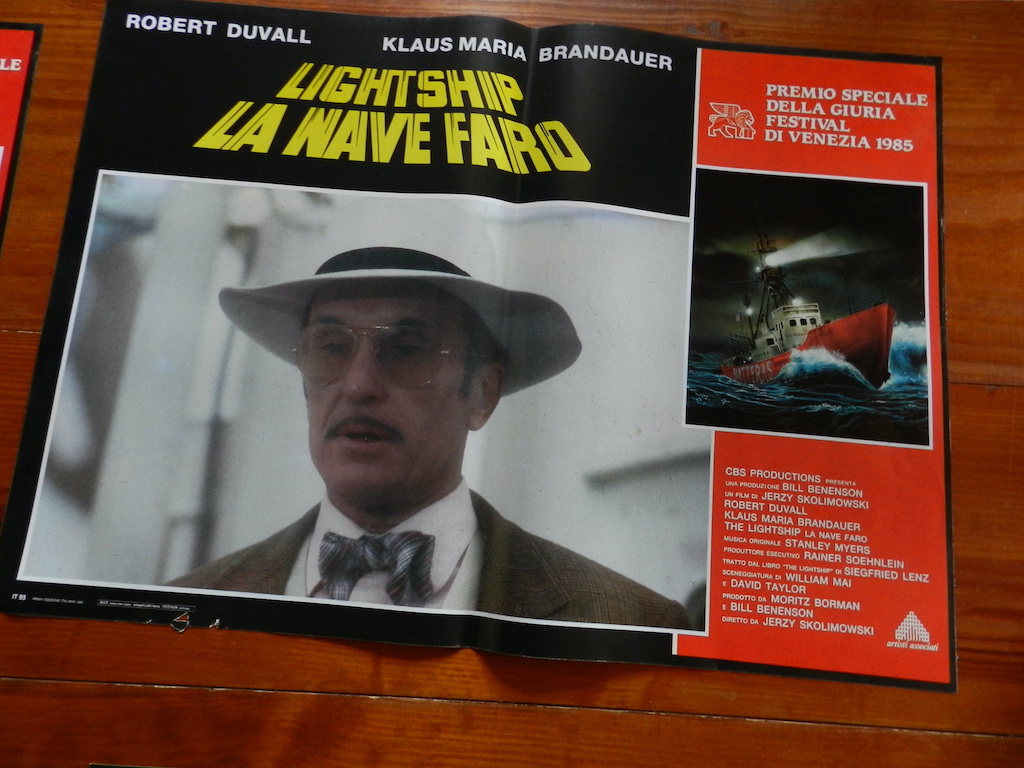 LE
ROBERT DUVALL
KLAUS MARIA BRANDAUER
LIGHTSHIP
LA NAVE FARO
PREMIO SPECIALE
DELLA GIURIA
FESTIVAL
DI VENEZIA 1985
HATTERAS
CBS PRODUCTIONS PRESENTA
UNA PRODUZIONE BILL BENENSON
UN FILM DI JERZY SKOLIMOWSKI
ROBERT DUVALL
KLAUS MARIA BRANDAUER
THE LIGHTSHIP LA NAVE FARO
MUSICA ORIGINALE STANLEY MYERS
PRODUTTORE ESECUTIVO RAINER SOEHNLEIN
TRATTO DAL LIBRO "THE LIGHTSHIP" DI SIEGFRIED LENZ
SCENEGGIATURA DI WILLIAM MAI
E DAVID TAYLOR
PRODOTTO DA MORITZ BORMAN
E BILL BENENSON
DIRETTO DA JERZY SKOLIMOWSKI
artisti associati